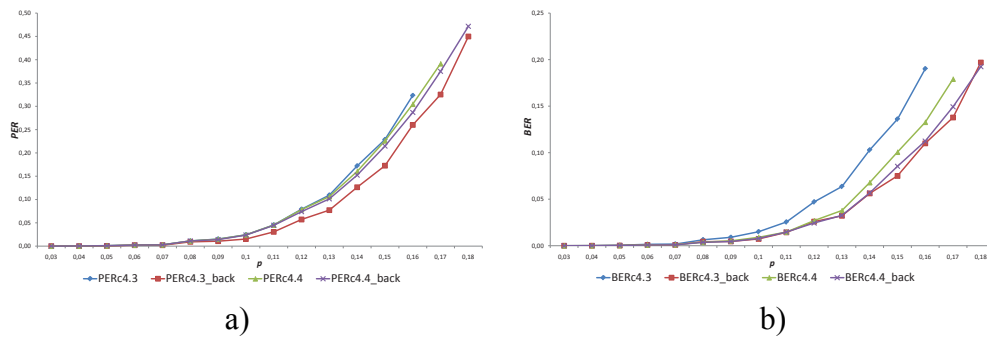 0,50
0,45
0,40
0,35
0,30
0,25
0,20
0,15
0,10
0,05
0,00
PER
0,03 0,04 0,05 0,06 0,07 0,08 0,09 0,1 0,11 0,12 0,13 0,14 0,15 0,16 0,17 0,18
p
PERc4.3 PERc4.3_back PERc4.4 PERc4.4_back
a)
0,25
0,20
0,15
0,10
0,05
0,00
BER
0,03 0,04 0,05 0,06 0,07 0,08 0,09 0,1 0,11 0,12 0,13 0,14 0,15 0,16 0,17 0,18
p
BERc4.3 BERc4.3_back BERc4.4 BERc4.4_back
b)